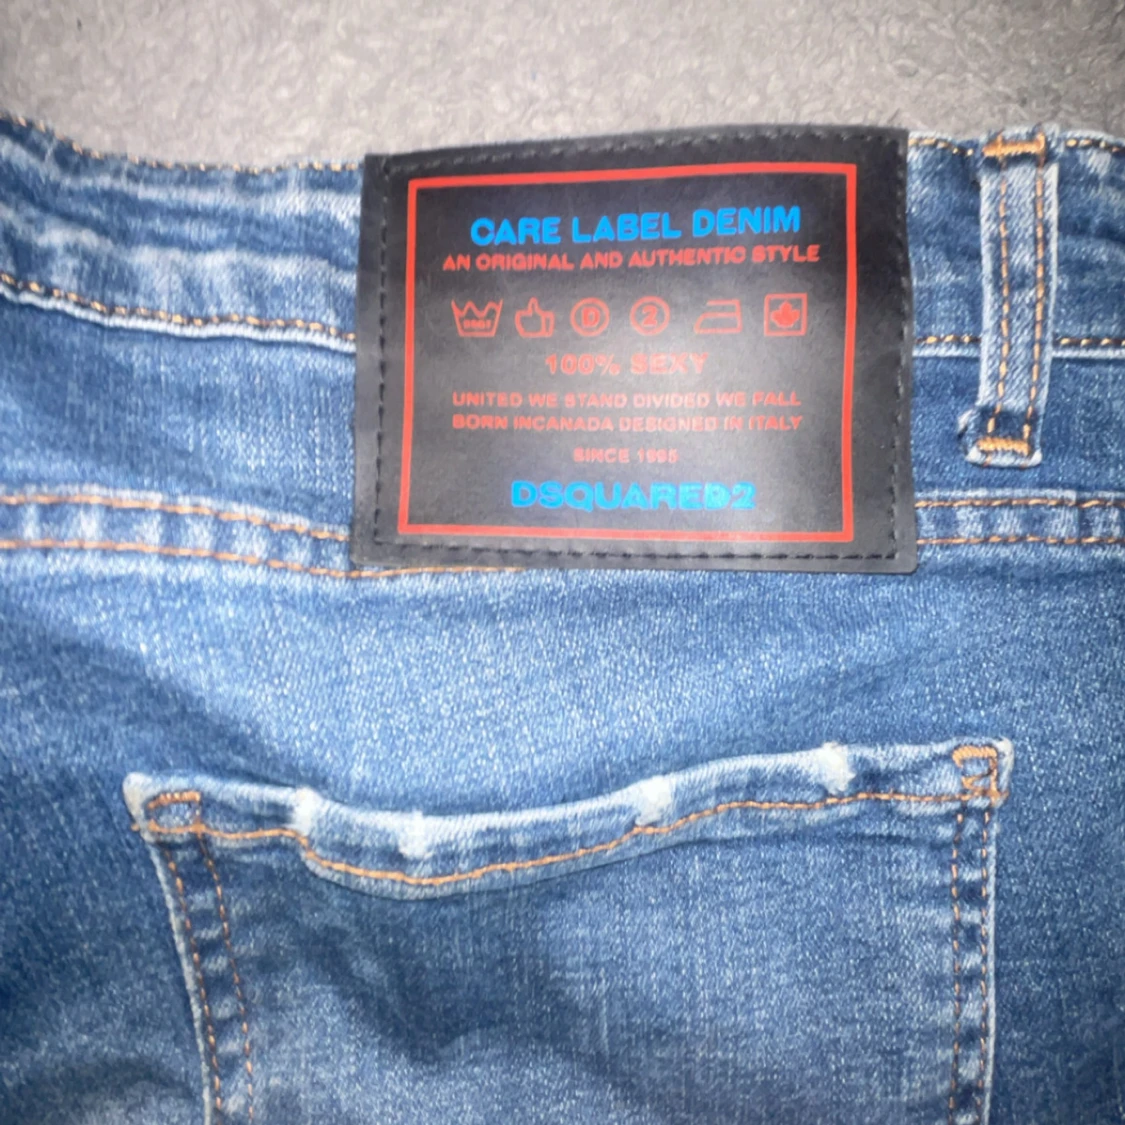 CARE LABEL DENIM
AN ORIGINAL AND AUTHENTIC STYLE
D 2
100% SEXY
UNITED WE STAND DIVIDED WE FALL
BORN INCANADA DESIGNED IN ITALY
SINCE 1995
DSQUARED2